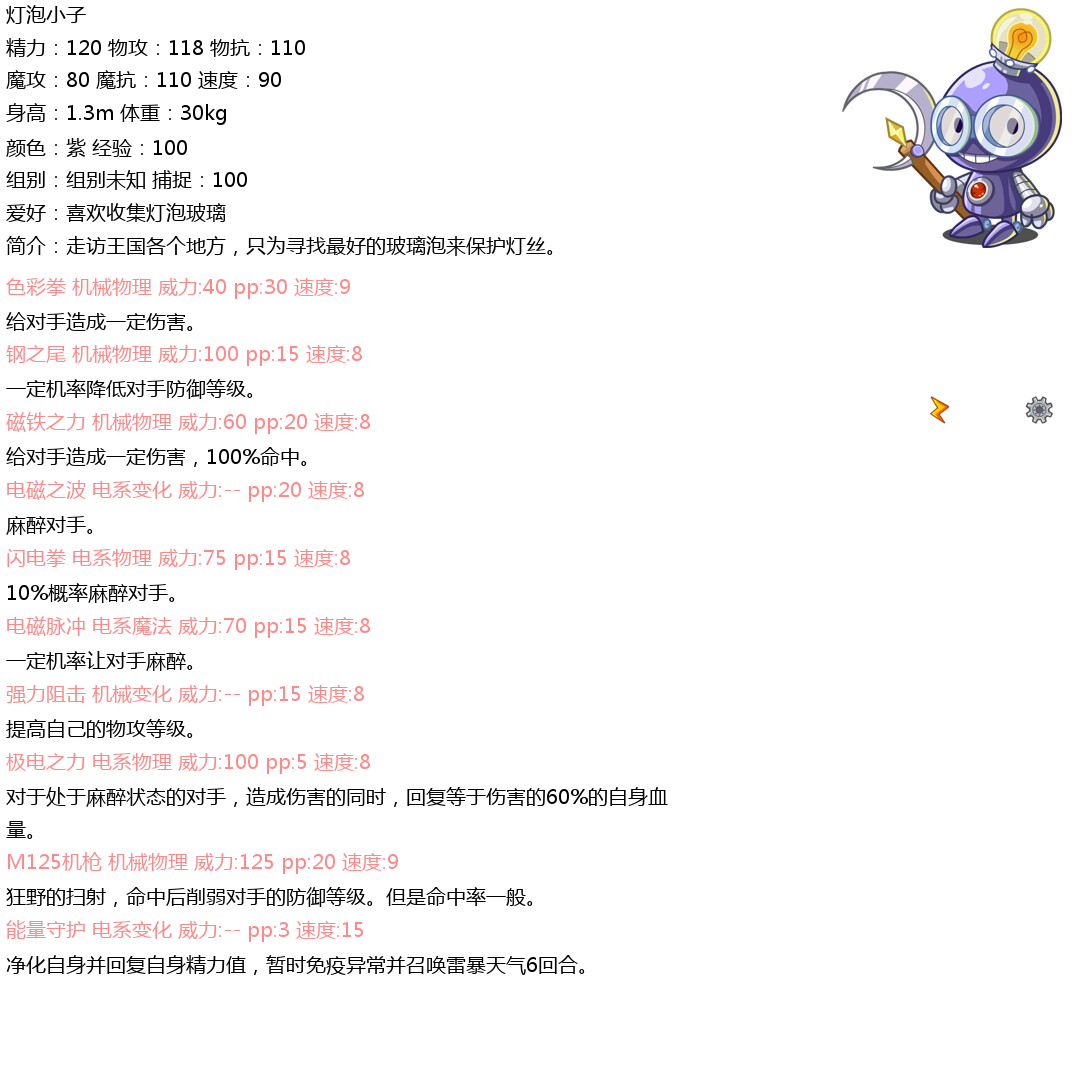 灯泡小子
精力：120 物攻：118 物抗：110
魔攻：80 魔抗：110 速度：90
身高：1.3m 体重：30kg
颜色：紫 经验：100
组别：组别未知 捕捉：100
爱好：喜欢收集灯泡玻璃
简介：走访王国各个地方，只为寻找最好的玻璃泡来保护灯丝。
色彩拳 机械物理 威力:40 pp:30 速度:9
给对手造成一定伤害。
钢之尾 机械物理 威力:100 pp:15 速度:8
一定机率降低对手防御等级。
磁铁之力 机械物理 威力:60 pp:20 速度:8
给对手造成一定伤害，100%命中。
电磁之波 电系变化 威力:-- pp:20 速度:8
麻醉对手。
闪电拳 电系物理 威力:75 pp:15 速度:8
10%概率麻醉对手。
电磁脉冲 电系魔法 威力:70 pp:15 速度:8
一定机率让对手麻醉。
强力阻击 机械变化 威力:-- pp:15 速度:8
提高自己的物攻等级。
极电之力 电系物理 威力:100 pp:5 速度:8
对于处于麻醉状态的对手，造成伤害的同时，回复等于伤害的60%的自身血
量。
M125机枪 机械物理 威力:125 pp:20 速度:9
狂野的扫射，命中后削弱对手的防御等级。但是命中率一般。
能量守护 电系变化 威力:-- pp:3 速度:15
净化自身并回复自身精力值，暂时免疫异常并召唤雷暴天气6回合。